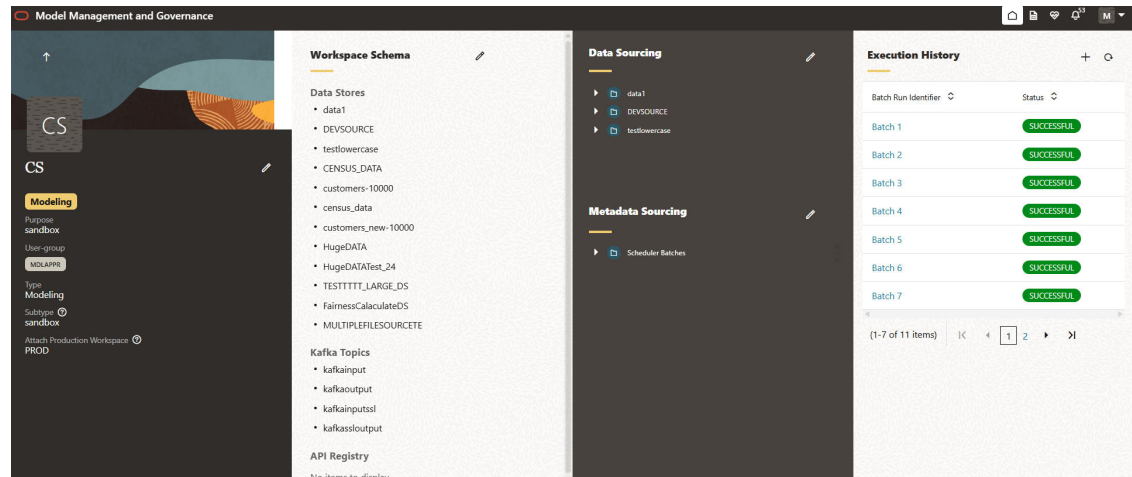 Model Management and Governance
53
M
CS
CS
Modeling
Purpose
sandbox
User-group
MDLAPPR
Type
Modeling
Subtype
sandbox
Attach Production Workspace
PROD
Workspace Schema
Data Stores
• data1
• DEVSOURCE
• testlowercase
• CENSUS_DATA
• customers-10000
• census_data
• customers_new-10000
• HugeDATA
• HugeDATATest_24
• TESTTTTT_LARGE_DS
• FairnessCalaculateDS
• MULTIPLEFILESOURCETE
Kafka Topics
• kafkainput
• kafkaoutput
• kafkainputssl
• kafkassloutput
API Registry
No items to display
Data Sourcing
data1
DEVSOURCE
testlowercase
Metadata Sourcing
Scheduler Batches
Execution History
Batch Run Identifier Status
Batch 1 SUCCESSFUL
Batch 2 SUCCESSFUL
Batch 3 SUCCESSFUL
Batch 4 SUCCESSFUL
Batch 5 SUCCESSFUL
Batch 6 SUCCESSFUL
Batch 7 SUCCESSFUL
(1-7 of 11 items) 1 2